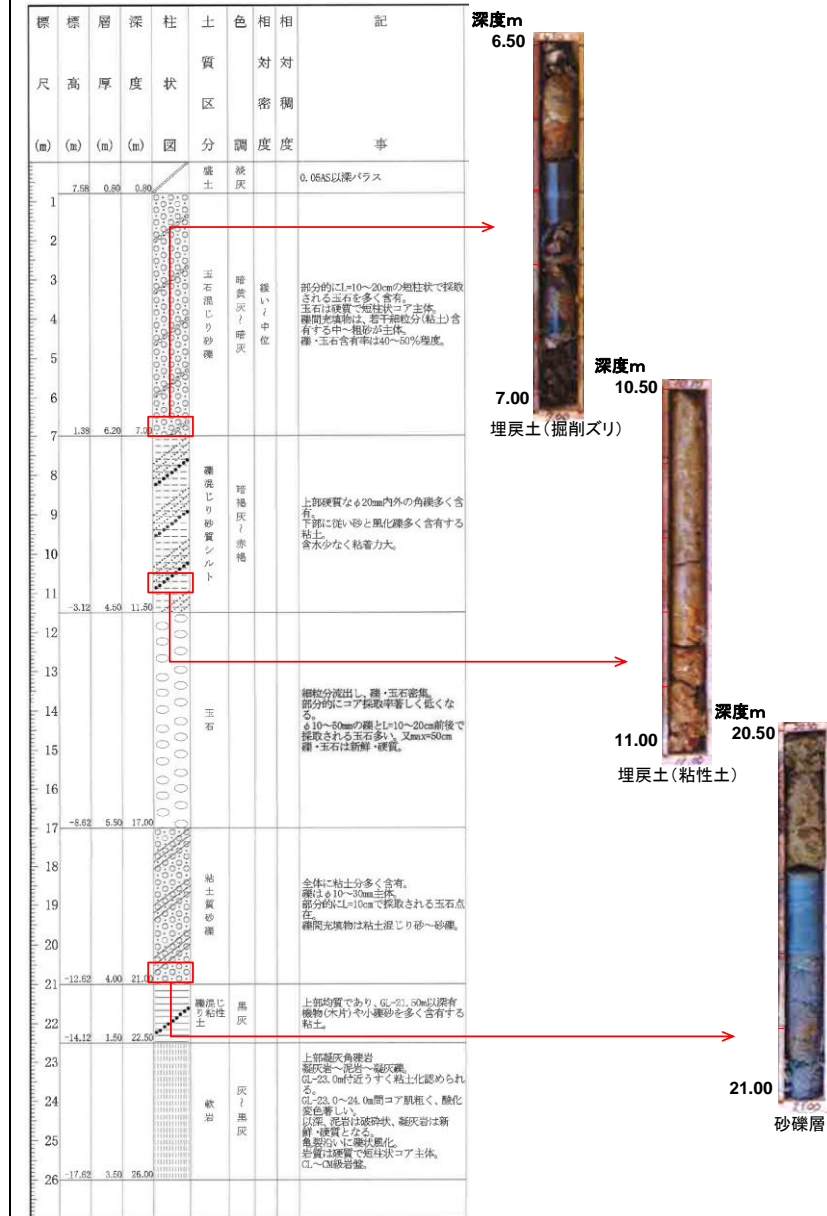 標尺(m)
標高(m)
層厚(m)
深度(m)
柱状図
土質区分
色調
相対密度
相対稠度
記事
7.58 0.80 0.80
盛土
淡灰
0.05AS以深バラス
1
2
3
4
5
6
7
1.38 6.20 7.00
玉石混じり砂礫
暗黄灰~暗灰
緩い~中位
部分的にL=10~20cmの短柱状で採取
される玉石を多く含有。
玉石は硬質で短柱状コア主体。
礫間充填物は、若干細粒分(粘土)含
有する中~粗砂が主体。
礫・玉石含有率は40~50%程度。
8
9
10
11
-3.12 4.50 11.50
礫混じり砂質シルト
暗褐灰~赤褐
上部硬質なφ20mm内外の角礫多く含
有。
下部に従い砂と風化礫多く含有する
粘土。
含水少なく粘着力大。
12
13
14
15
16
17
-8.62 5.50 17.00
玉石
細粒分流出し、礫・玉石密集。
部分的にコア採取率著しく低くな
る。
φ10~50mmの礫とL=10~20cm前後で
採取される玉石多い。又max=50cm
礫・玉石は新鮮・硬質。
18
19
20
21
-12.62 4.00 21.00
粘土質砂礫
全体に粘土分多く含有。
礫はφ10~30mm主体。
部分的にL=10cmで採取される玉石点
在。
礫間充填物は粘土混じり砂~砂礫。
22
-14.12 1.50 22.50
礫混じり粘性土
黒灰
上部均質であり、GL-21.50m以深有
機物(木片)や小礫砂を多く含有する
粘土。
23
24
25
26
-17.62 3.50 26.00
軟岩
灰~黒灰
上部凝灰角礫岩
凝灰岩~泥岩~凝灰礫。
GL-23.0m付近うすく粘土化認められ
る。
GL-23.0~24.0m間コア肌粗く、酸化
変色著しい。
以深、泥岩は破砕状、凝灰岩は新
鮮・硬質となる。
亀裂沿いに礫状風化。
岩質は硬質で短柱状コア主体。
CL~CM級岩盤。
深度m
6.50
7.00
埋戻土(掘削ズリ)
深度m
10.50
11.00
埋戻土(粘性土)
深度m
20.50
21.00
砂礫層